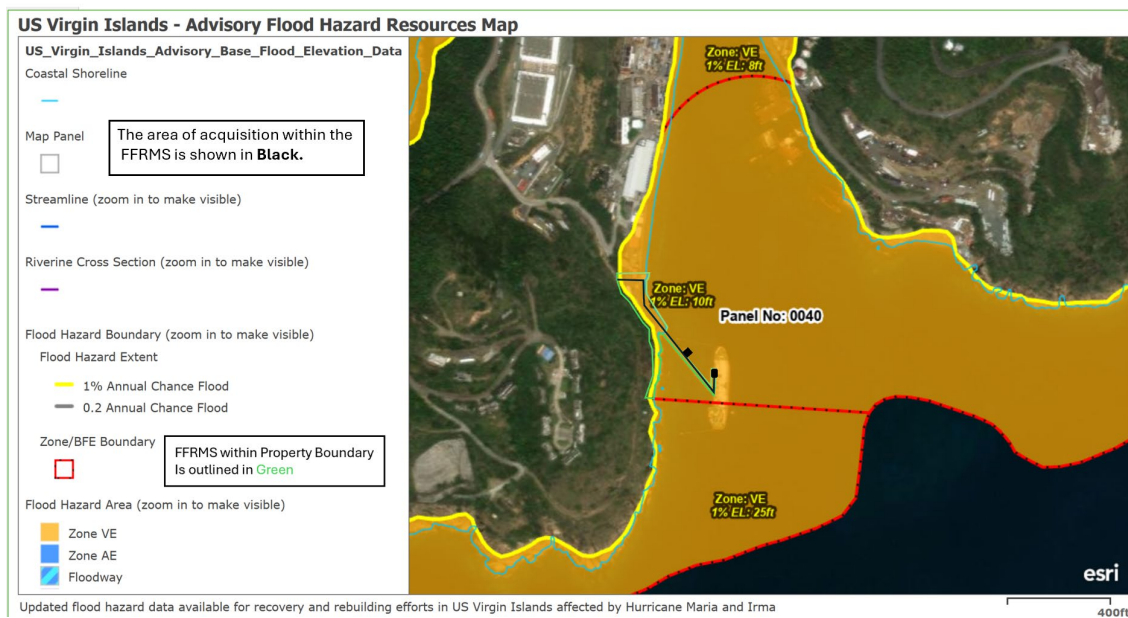 US Virgin Islands - Advisory Flood Hazard Resources Map
US_Virgin_Islands_Advisory_Base_Flood_Elevation_Data
Coastal Shoreline
Map Panel
The area of acquisition within the
FFRMS is shown in Black.
Streamline (zoom in to make visible)
Riverine Cross Section (zoom in to make visible)
Flood Hazard Boundary (zoom in to make visible)
Flood Hazard Extent
1% Annual Chance Flood
0.2 Annual Chance Flood
Zone/BFE Boundary
FFRMS within Property Boundary
Is outlined in Green
Flood Hazard Area (zoom in to make visible)
Zone VE
Zone AE
Floodway
Zone: VE
1% EL: 8ft
Zone: VE
1% EL: 10ft
Panel No: 0040
Zone: VE
1% EL: 25ft
esri
Updated flood hazard data available for recovery and rebuilding efforts in US Virgin Islands affected by Hurricane Maria and Irma
400ft